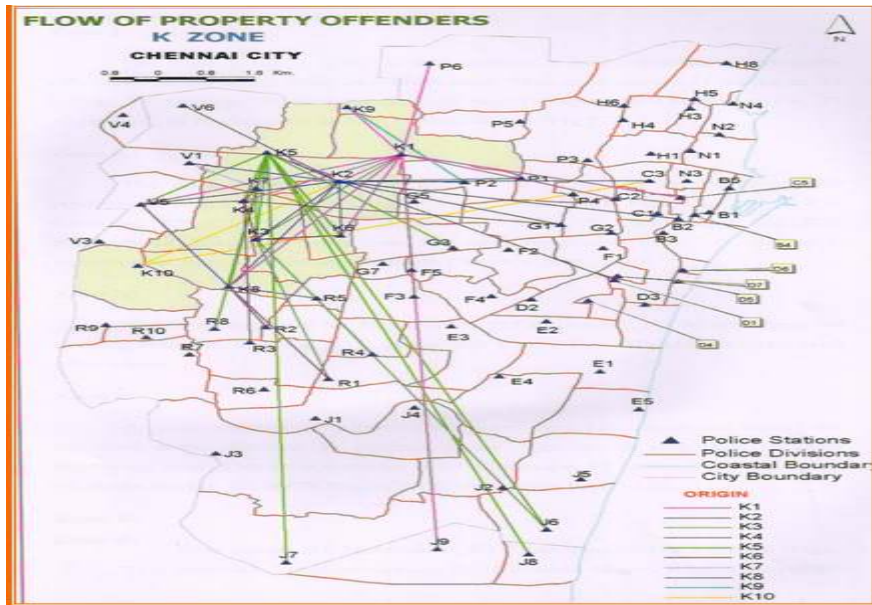 FLOW OF PROPERTY OFFENDERS
K ZONE
CHENNAI CITY
0.8 0 0.8 1.6 Km.
N
P6
H8
V6
V4
K9
P5
H6
H5
H3
N4
H4
N2
K5
K1
V1
P3
H1
N1
K2
P2
P1
C3
N3
B5
C5
V5
P4
C2
K4
C1
B1
B2
G1
G2
B3
V3
K6
G3
F2
F1
B4
K10
G7
F5
D6
D7
K8
R5
F3
F4
D2
D3
D5
R9
R10
R8
R2
E3
E2
D1
R7
R3
R4
D4
R6
R1
E4
E1
J1
J4
E5
J3
J2
J5
J6
J7
J9
J8
Police Stations
Police Divisions
Coastal Boundary
City Boundary
ORIGIN
K1
K2
K3
K4
K5
K6
K7
K8
K9
K10